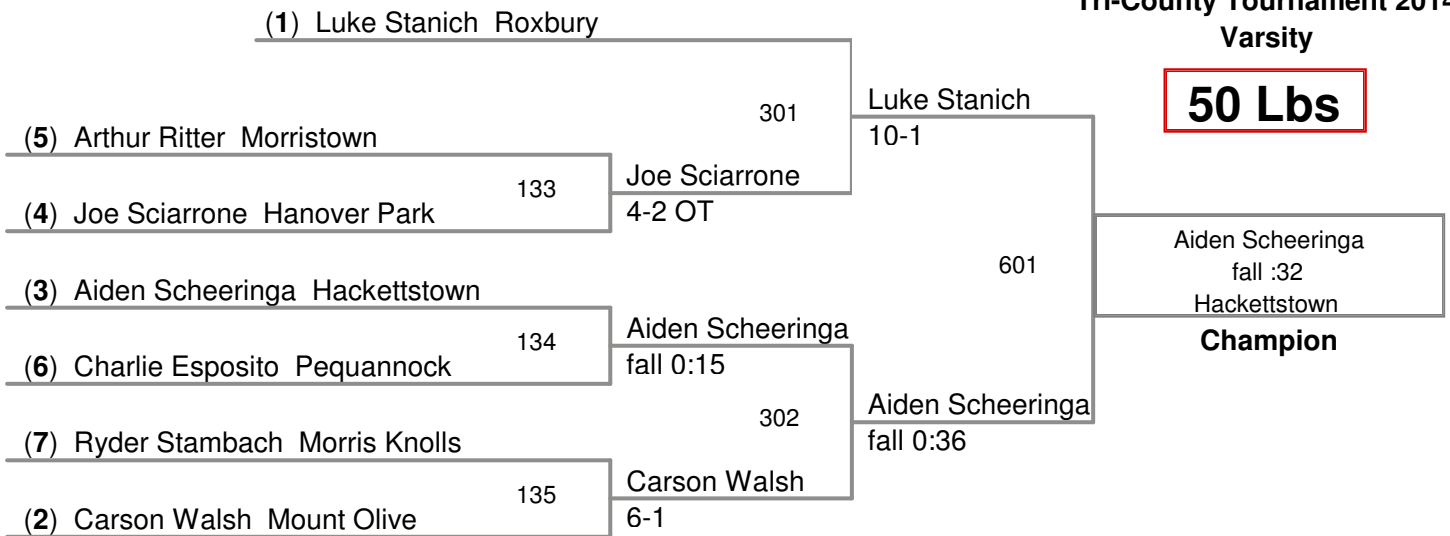 Tri-County Tournament 2014
Varsity
50 Lbs
(1) Luke Stanich Roxbury
301
Luke Stanich
10-1
(5) Arthur Ritter Morristown
133
Joe Sciarrone
4-2 OT
(4) Joe Sciarrone Hanover Park
601
Aiden Scheeringa
fall :32
Hackettstown
Champion
(3) Aiden Scheeringa Hackettstown
134
Aiden Scheeringa
fall 0:15
(6) Charlie Esposito Pequannock
302
Aiden Scheeringa
fall 0:36
(7) Ryder Stambach Morris Knolls
135
Carson Walsh
6-1
(2) Carson Walsh Mount Olive